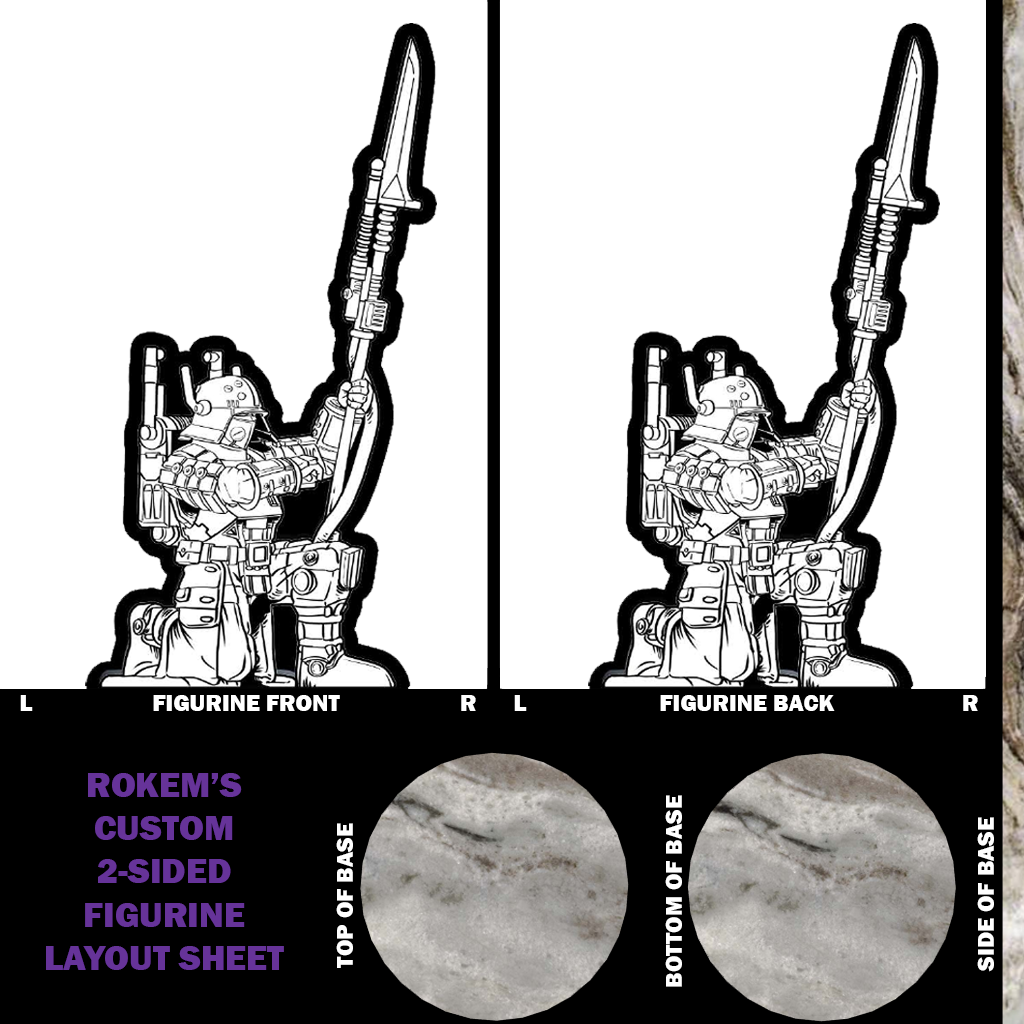 L FIGURINE FRONT R
L FIGURINE BACK R
ROKEM'S
CUSTOM
2-SIDED
FIGURINE
LAYOUT SHEET
TOP OF BASE
BOTTOM OF BASE
SIDE OF BASE